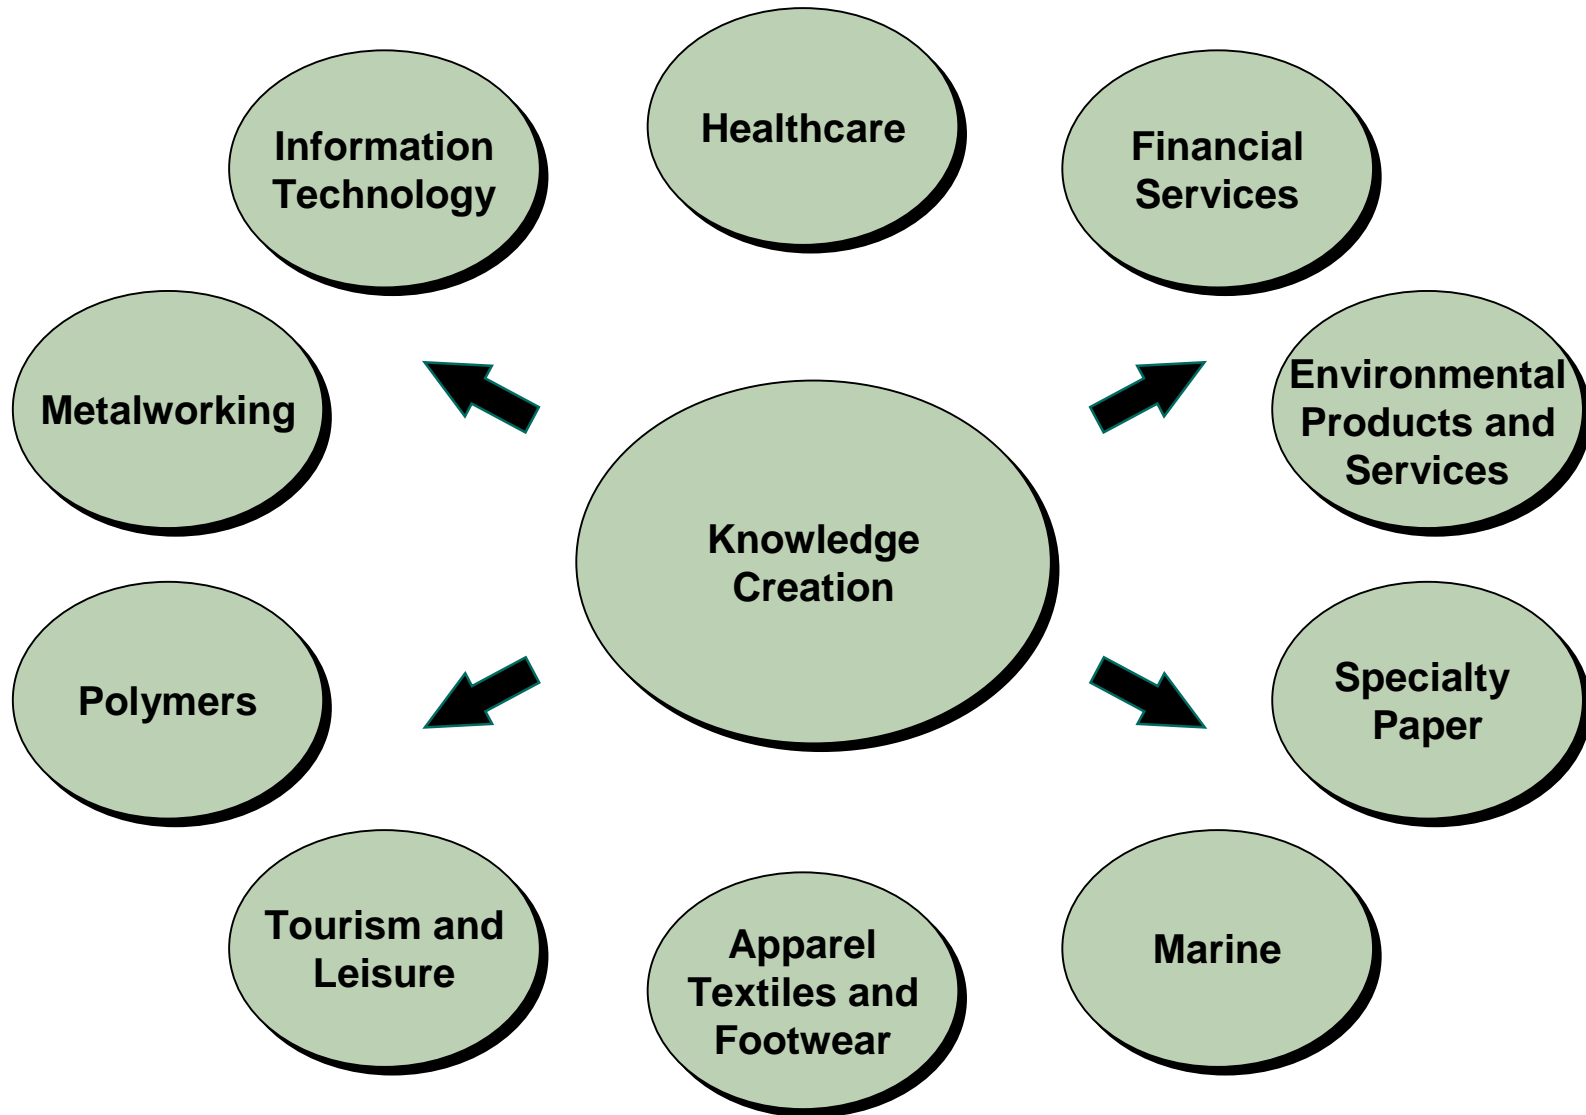 Healthcare
Information
Technology
Financial
Services
Metalworking
Environmental
Products and
Services
Knowledge
Creation
Polymers
Specialty
Paper
Tourism and
Leisure
Apparel
Textiles and
Footwear
Marine